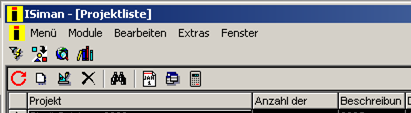 ISiman - [Projektliste]
Menü Module Bearbeiten Extras Fenster
Projekt Anzahl der Beschreibun